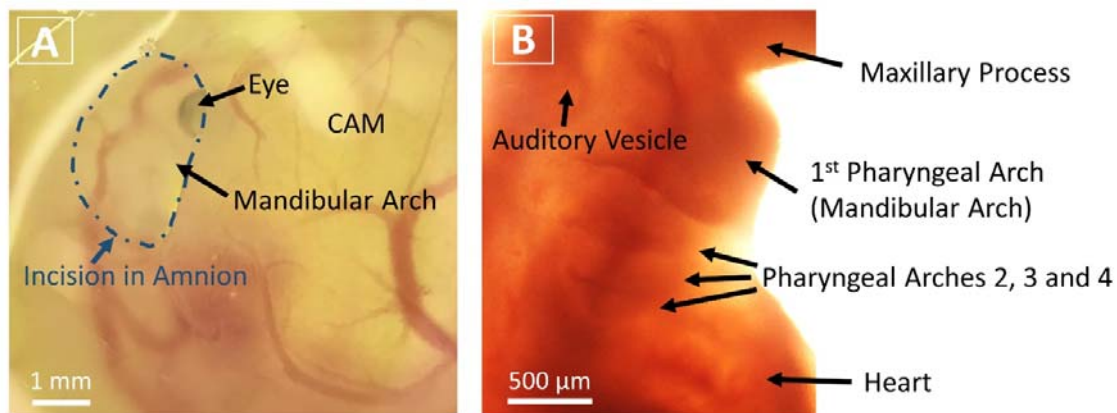 A
Eye
CAM
Mandibular Arch
Incision in Amnion
1 mm
B
Maxillary Process
Auditory Vesicle
1st Pharyngeal Arch
(Mandibular Arch)
Pharyngeal Arches 2, 3 and 4
500 µm
Heart